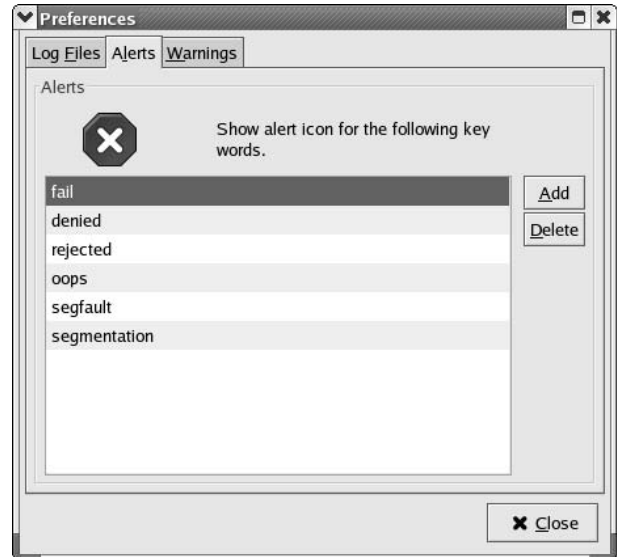 Preferences
Log Files Alerts Warnings
Alerts
Show alert icon for the following key
words.
fail
denied
rejected
oops
segfault
segmentation
Add
Delete
Close